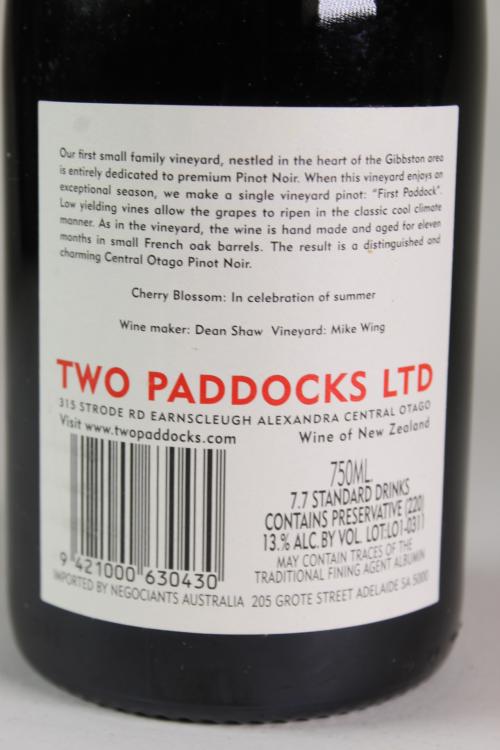 Our first small family vineyard, nestled in the heart of the Gibbston area
is entirely dedicated to premium Pinot Noir. When this vineyard enjoys an
exceptional season, we make a single vineyard pinot: "First Paddock".
Low yielding vines allow the grapes to ripen in the classic cool climate
manner. As in the vineyard, the wine is hand made and aged for eleven
months in small French oak barrels. The result is a distinguished and
charming Central Otago Pinot Noir.
Cherry Blossom: In celebration of summer
Wine maker: Dean Shaw Vineyard: Mike Wing
TWO PADDOCKS LTD
315 STRODE RD EARNSCLEUGH ALEXANDRA CENTRAL OTAGO
Visit www.twopaddocks.com
Wine of New Zealand
750ML
7.7 STANDARD DRINKS
CONTAINS PRESERVATIVE (220)
13.% ALC.BY VOL. LOT:L01-0311
MAY CONTAIN TRACES OF THE
TRADITIONAL FINING AGENT ALBUMIN
9 421000 630430
IMPORTED BY NEGOCIANTS AUSTRALIA 205 GROTE STREET ADELAIDE SA 5000